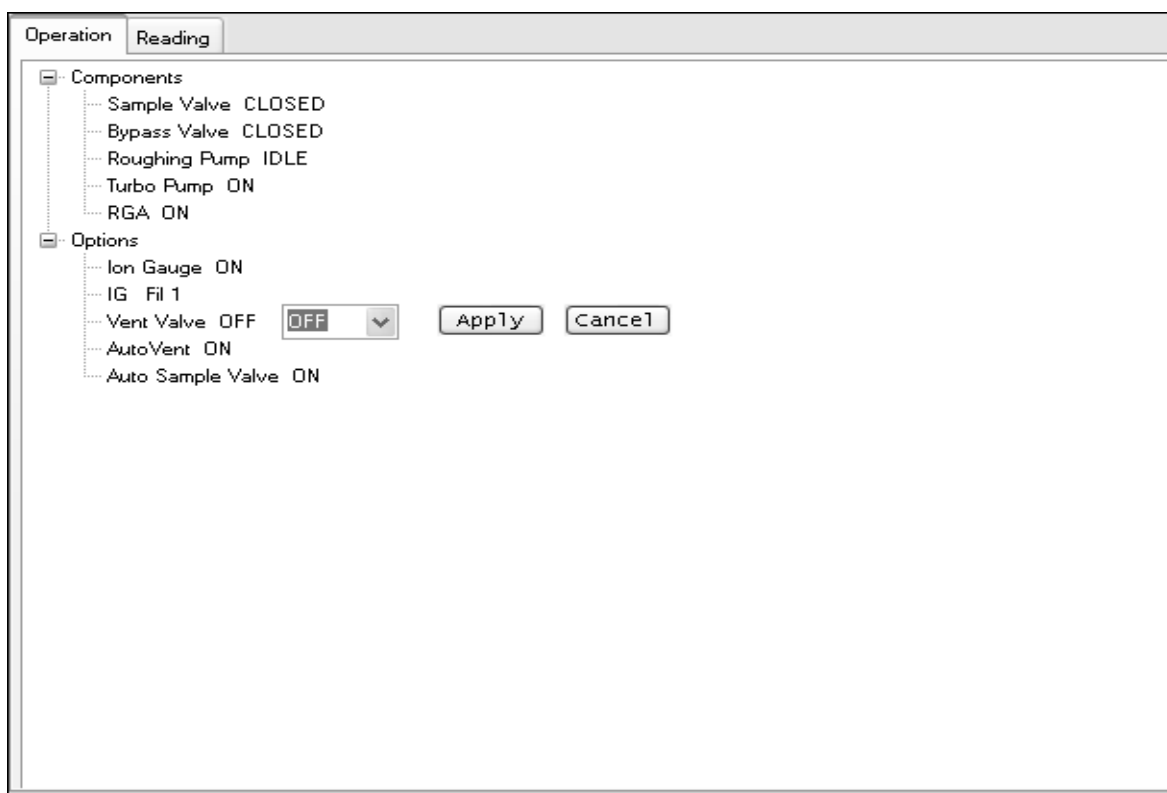 Operation Reading
Components
Sample Valve CLOSED
Bypass Valve CLOSED
Roughing Pump IDLE
Turbo Pump ON
RGA ON
Options
Ion Gauge ON
IG Fil 1
Vent Valve OFF OFF Apply Cancel
AutoVent ON
Auto Sample Valve ON